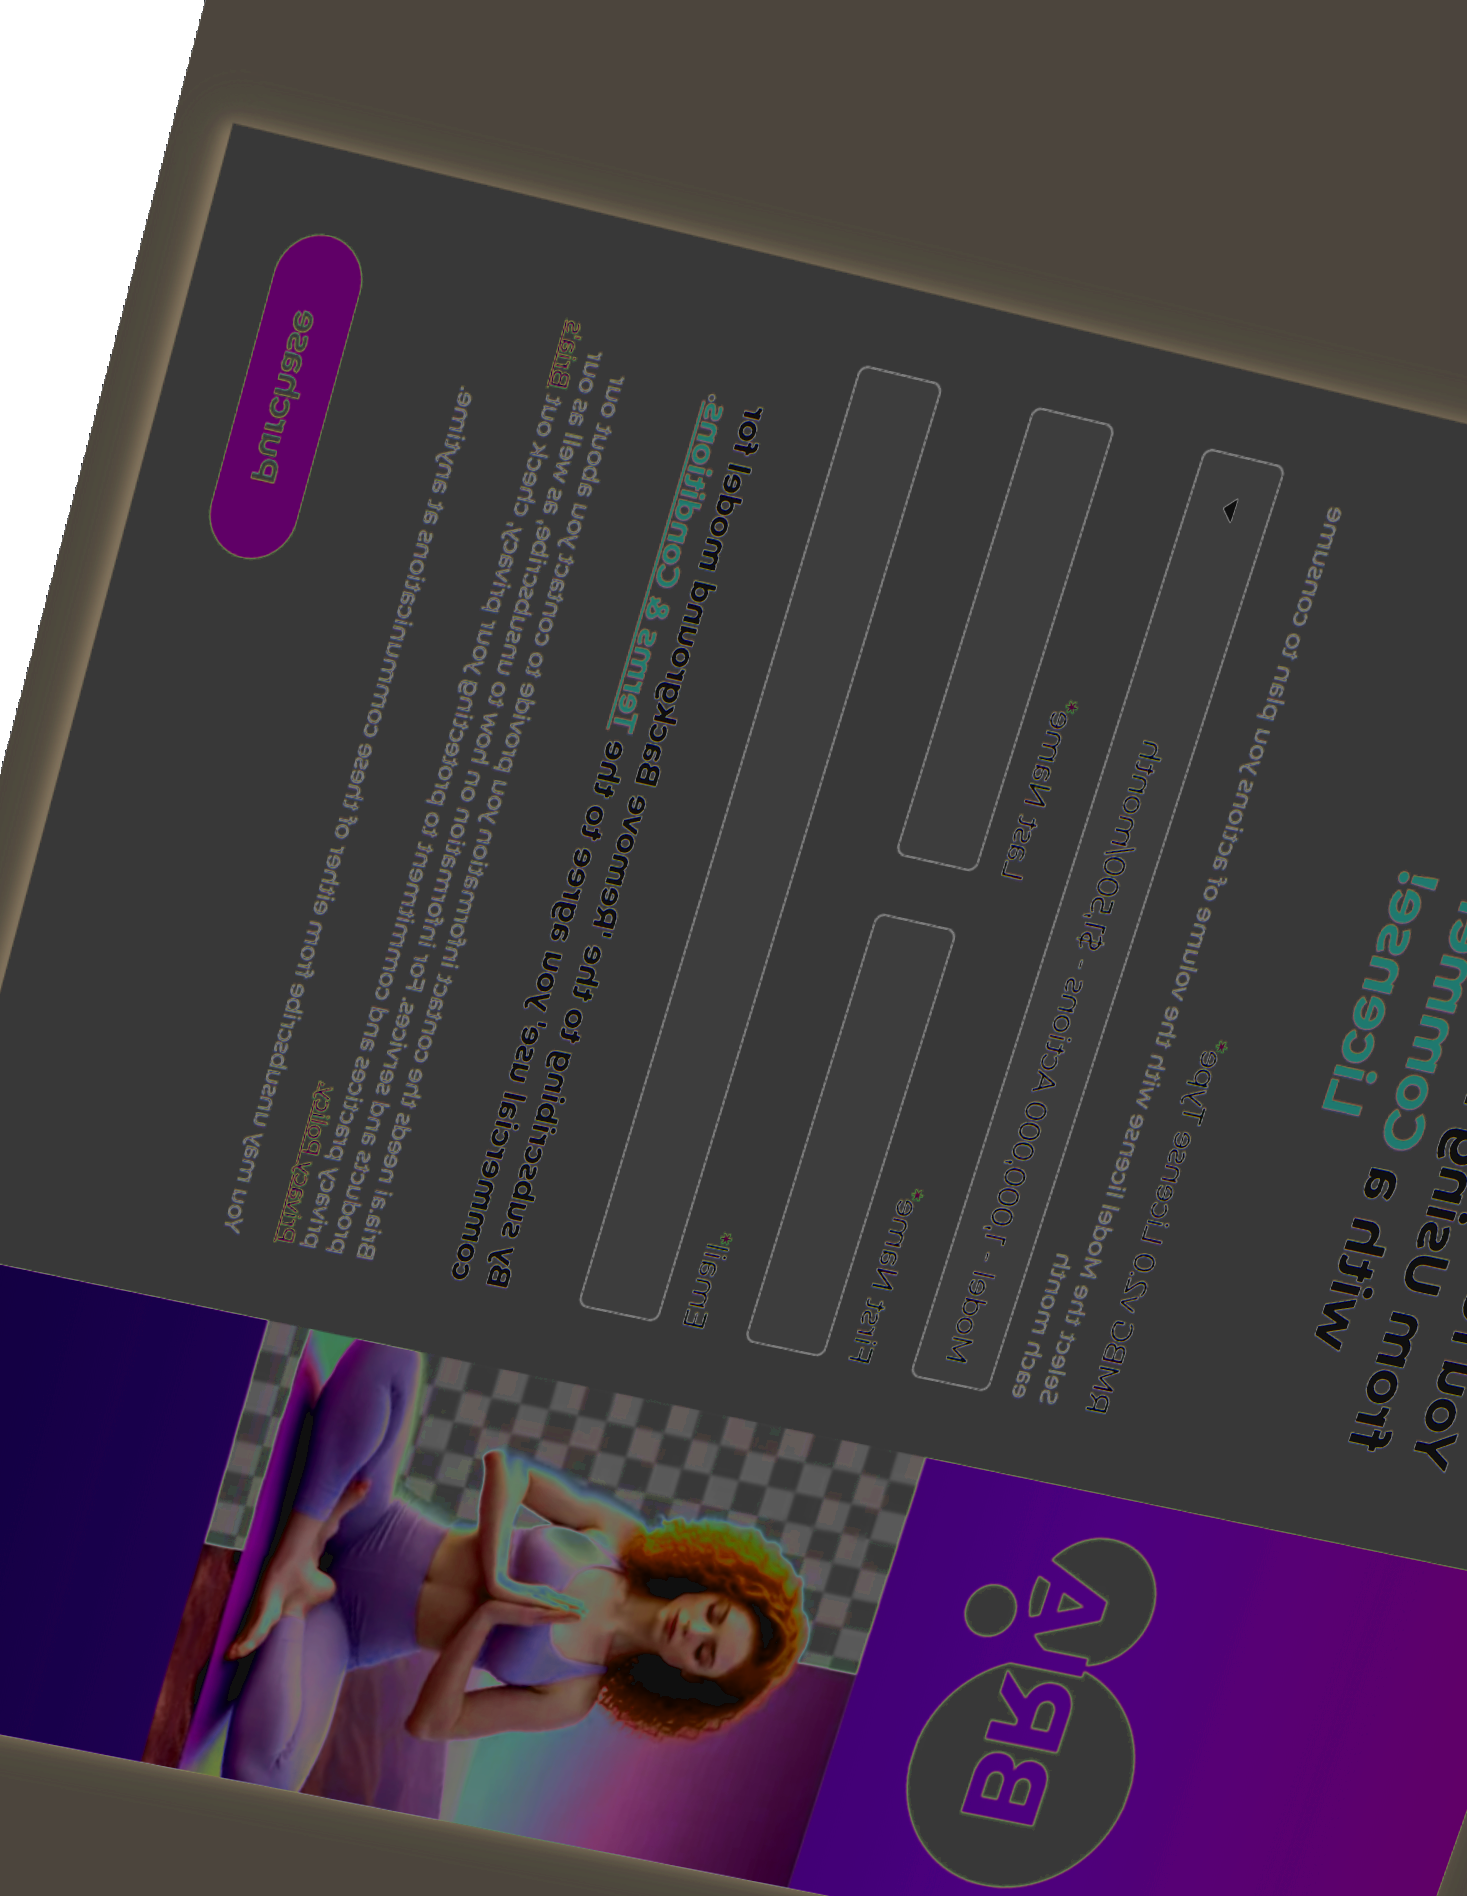 BRIA
from Using
with a Comme
License!
RMBG v2.0 License Type*
Select the Model license with the volume of actions you plan to consume
each month
Model - 1,000,000 Actions - $1,500/month
First Name*
Last Name*
Email*
By subscribing to the 'Remove Background model for
commercial use', you agree to the Terms & Conditions.
Bria.ai needs the contact information you provide to contact you about our
products and services. For information on how to unsubscribe, as well as our
privacy practices and commitment to protecting your privacy, check out Bria's
Privacy Policy.
You may unsubscribe from these communications at anytime.
purchase